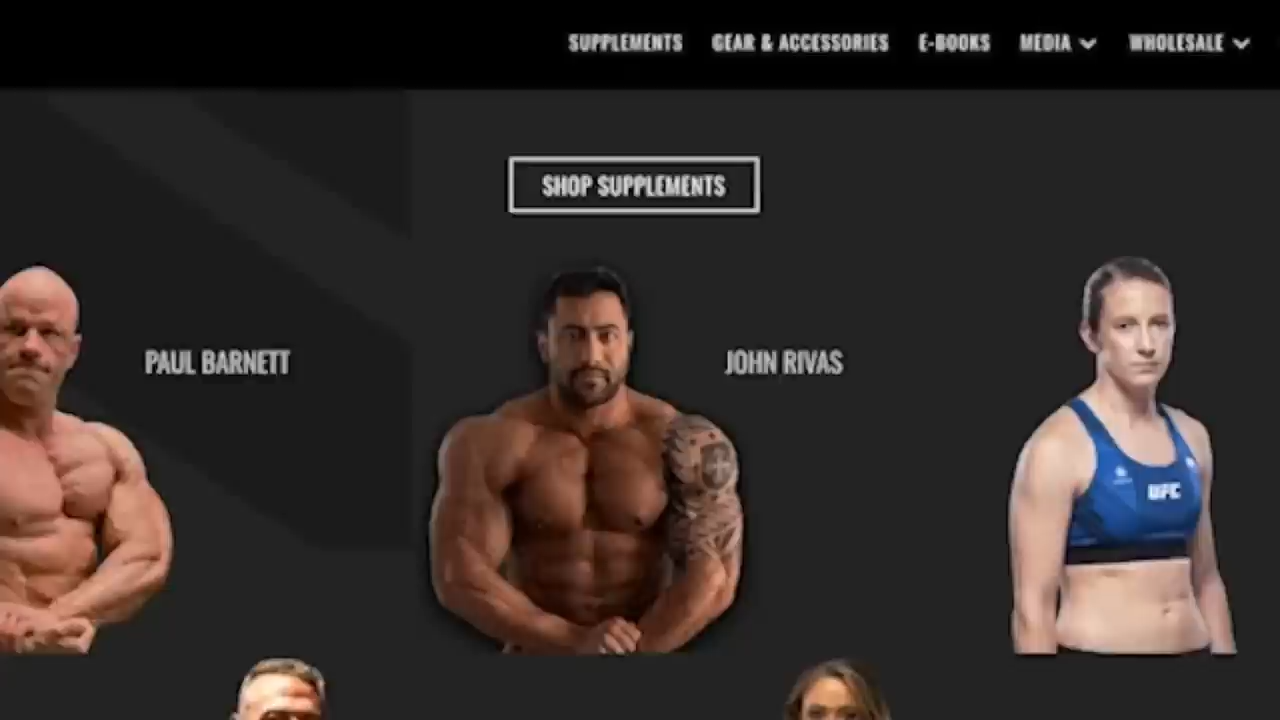 SUPPLEMENTS GEAR & ACCESSORIES E-BOOKS MEDIA WHOLESALE
SHOP SUPPLEMENTS
PAUL BARNETT
JOHN RIVAS
UFC